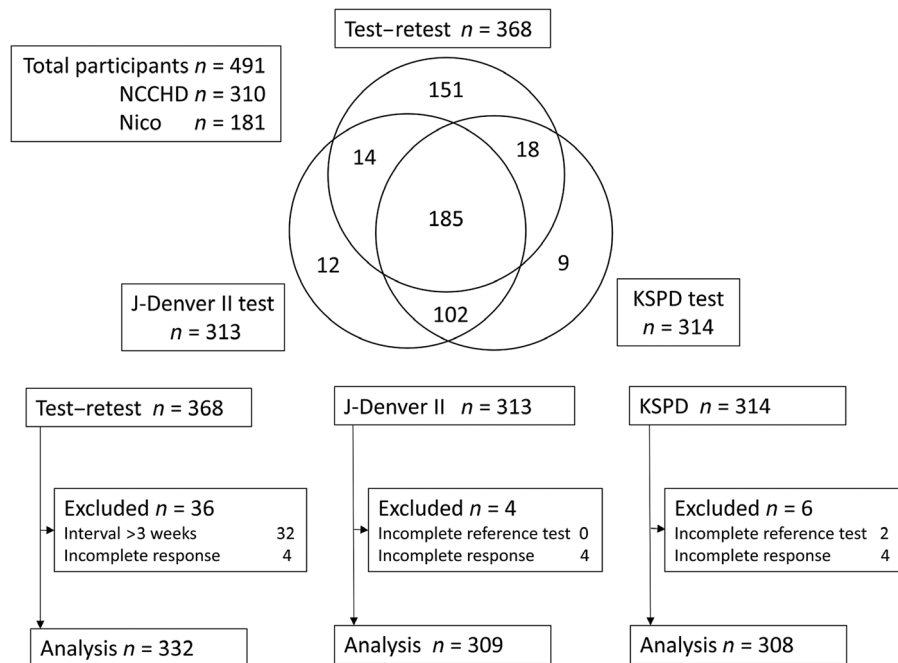 Test–retest n = 368
Total participants n = 491
NCCHD n = 310
Nico n = 181
151
14
18
185
12
9
102
J-Denver II test
n = 313
KSPD test
n = 314
Test–retest n = 368
J-Denver II n = 313
KSPD n = 314
Excluded n = 36
Interval >3 weeks 32
Incomplete response 4
Excluded n = 4
Incomplete reference test 0
Incomplete response 4
Excluded n = 6
Incomplete reference test 2
Incomplete response 4
Analysis n = 332
Analysis n = 309
Analysis n = 308